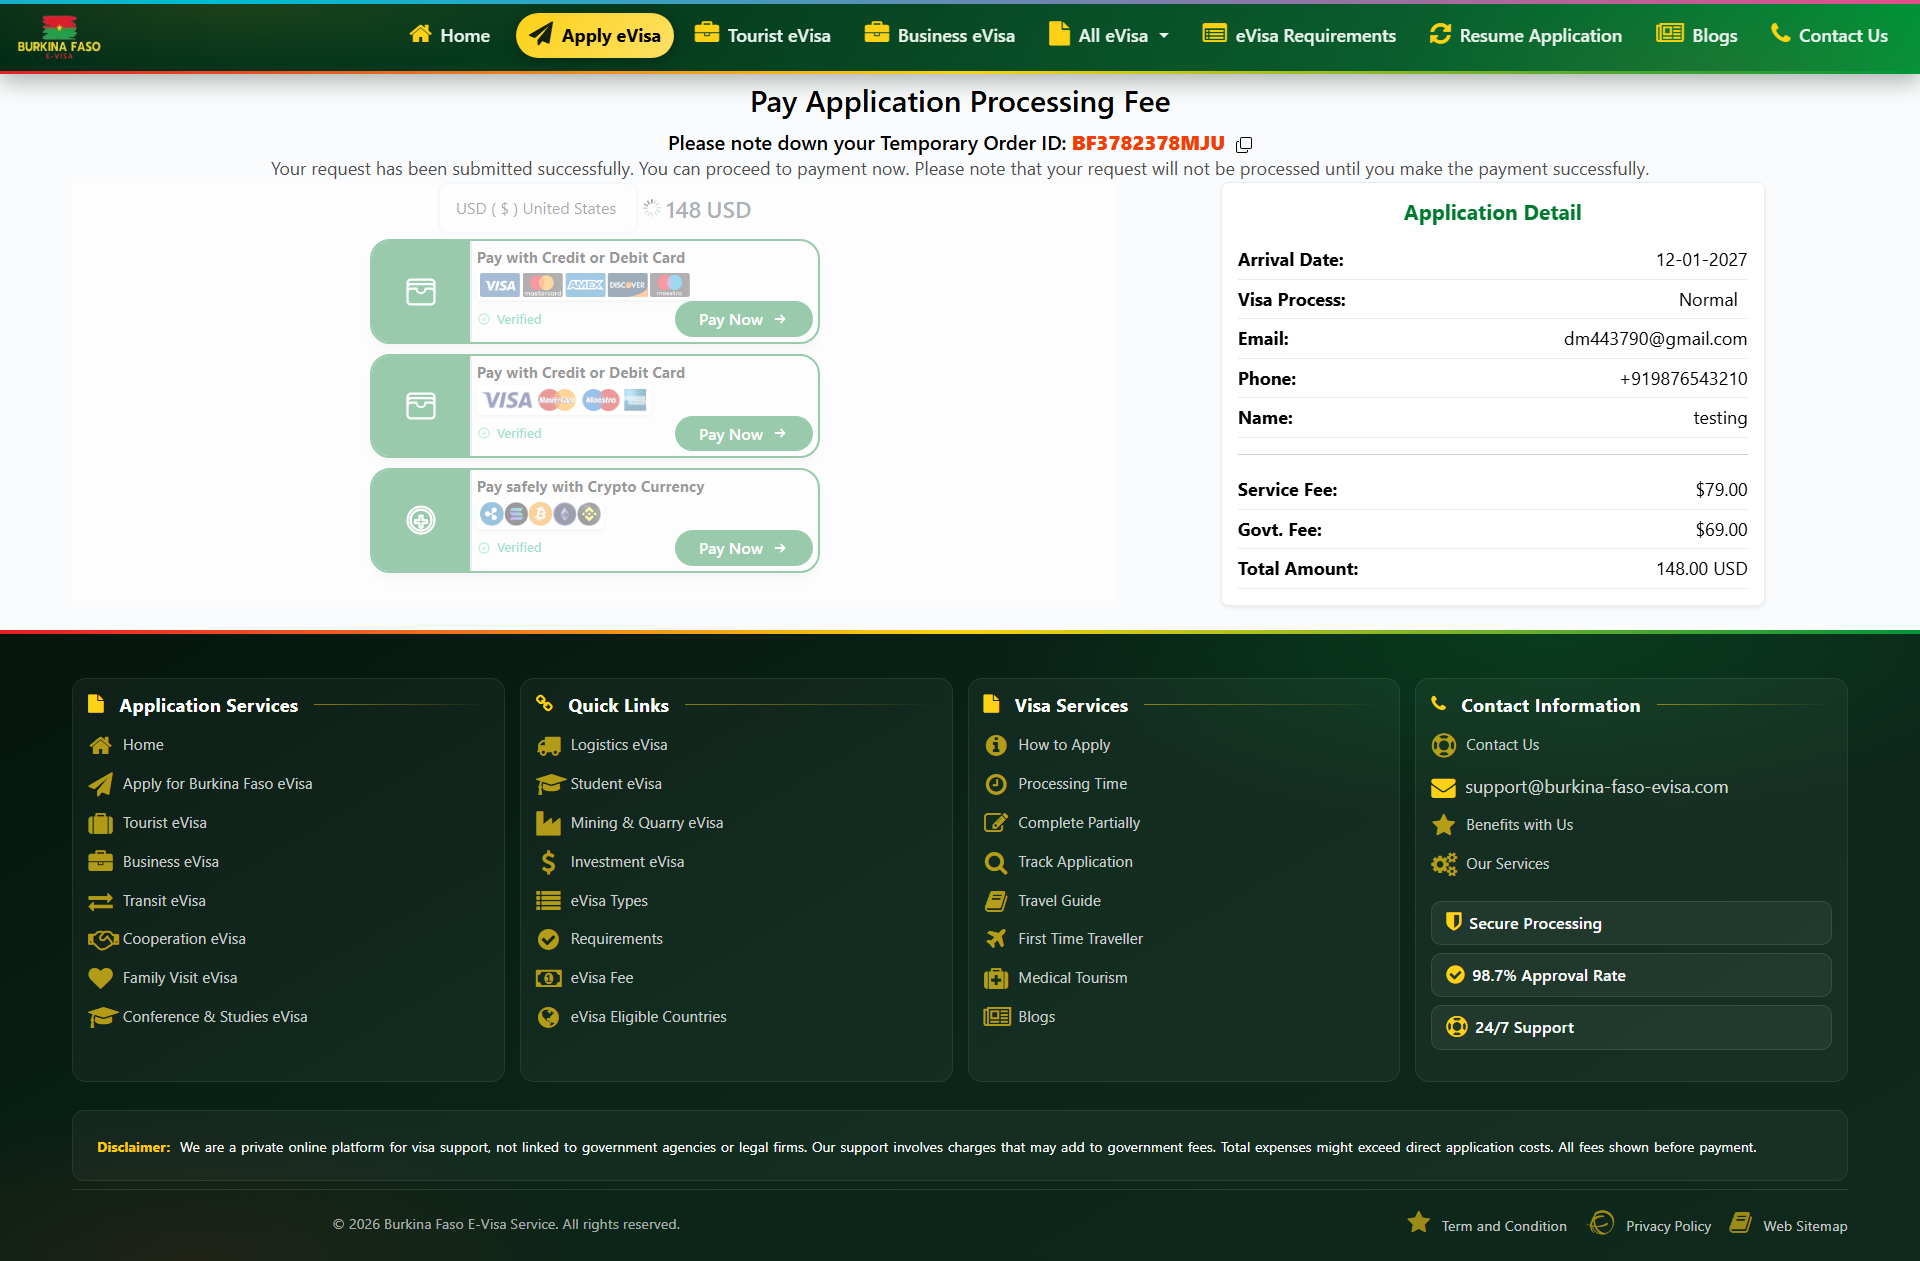 BURKINA FASO
E-VISA
Home
Apply eVisa
Tourist eVisa
Business eVisa
All eVisa
eVisa Requirements
Resume Application
Blogs
Contact Us
Pay Application Processing Fee
Please note down your Temporary Order ID: BF3782378MJU
Your request has been submitted successfully. You can proceed to payment now. Please note that your request will not be processed until you make the payment successfully.
USD ( $ ) United States
148 USD
Pay with Credit or Debit Card
VISA mastercard AMEX DISCOVER maestro
Verified
Pay Now
Pay with Credit or Debit Card
VISA MasterCard Maestro
Verified
Pay Now
Pay safely with Crypto Currency
Verified
Pay Now
Application Detail
Arrival Date: 12-01-2027
Visa Process: Normal
Email: dm443790@gmail.com
Phone: +919876543210
Name: testing
Service Fee: $79.00
Govt. Fee: $69.00
Total Amount: 148.00 USD
Application Services
Home
Apply for Burkina Faso eVisa
Tourist eVisa
Business eVisa
Transit eVisa
Cooperation eVisa
Family Visit eVisa
Conference & Studies eVisa
Quick Links
Logistics eVisa
Student eVisa
Mining & Quarry eVisa
Investment eVisa
eVisa Types
Requirements
eVisa Fee
eVisa Eligible Countries
Visa Services
How to Apply
Processing Time
Complete Partially
Track Application
Travel Guide
First Time Traveller
Medical Tourism
Blogs
Contact Information
Contact Us
support@burkina-faso-evisa.com
Benefits with Us
Our Services
Secure Processing
98.7% Approval Rate
24/7 Support
Disclaimer: We are a private online platform for visa support, not linked to government agencies or legal firms. Our support involves charges that may add to government fees. Total expenses might exceed direct application costs. All fees shown before payment.
© 2026 Burkina Faso E-Visa Service. All rights reserved.
Term and Condition
Privacy Policy
Web Sitemap